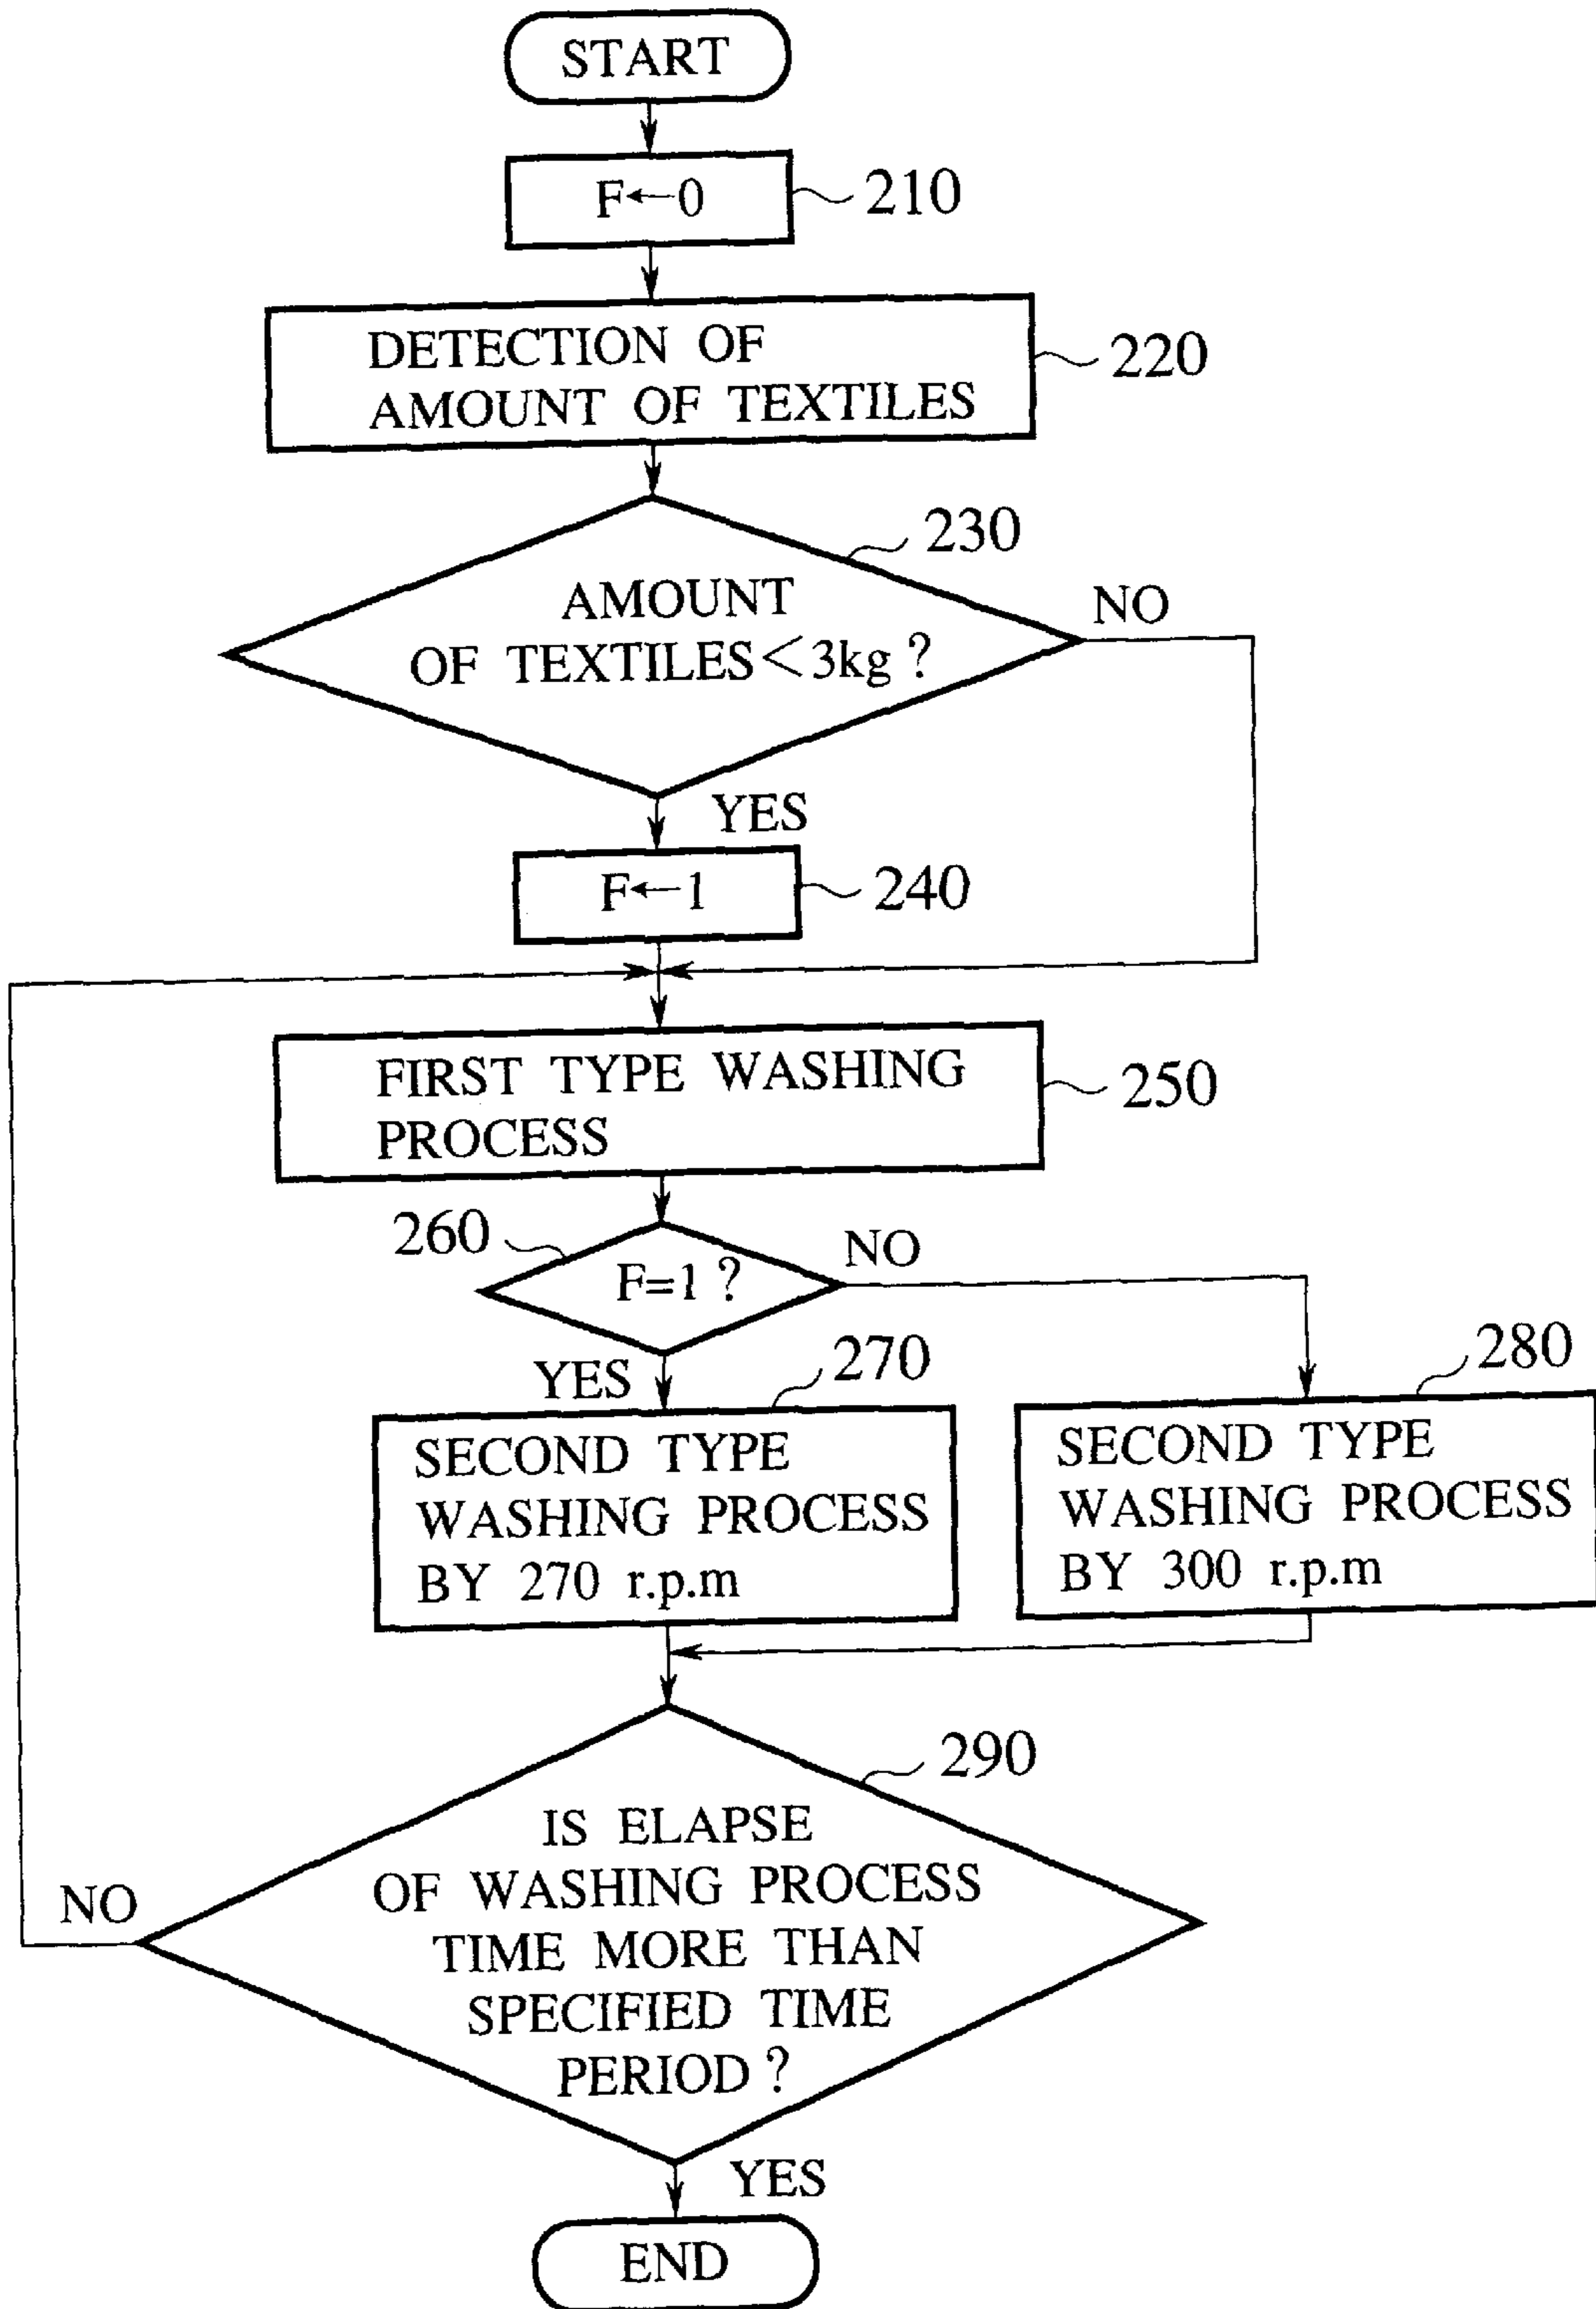 START
F←0
210
DETECTION OF
AMOUNT OF TEXTILES
220
230
AMOUNT
OF TEXTILES<3kg?
NO
YES
F←1
240
FIRST TYPE WASHING
PROCESS
250
260
F=1?
NO
YES
270
SECOND TYPE
WASHING PROCESS
BY 270 r.p.m
280
SECOND TYPE
WASHING PROCESS
BY 300 r.p.m
290
IS ELAPSE
OF WASHING PROCESS
TIME MORE THAN
SPECIFIED TIME
PERIOD?
NO
YES
END